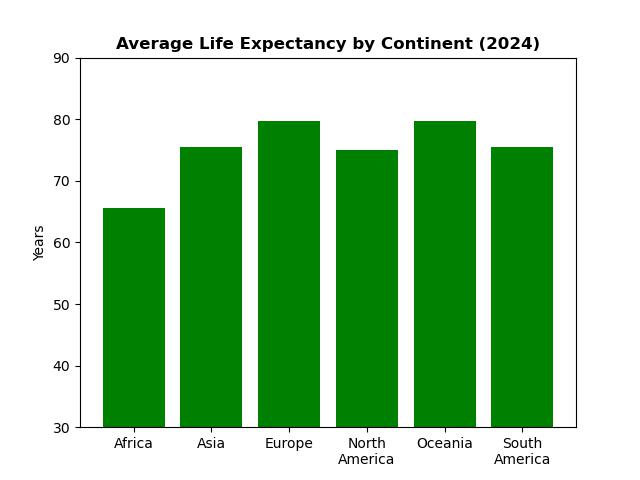 Average Life Expectancy by Continent (2024)
90
80
70
60
50
40
30
Years
Africa
Asia
Europe
North
America
Oceania
South
America